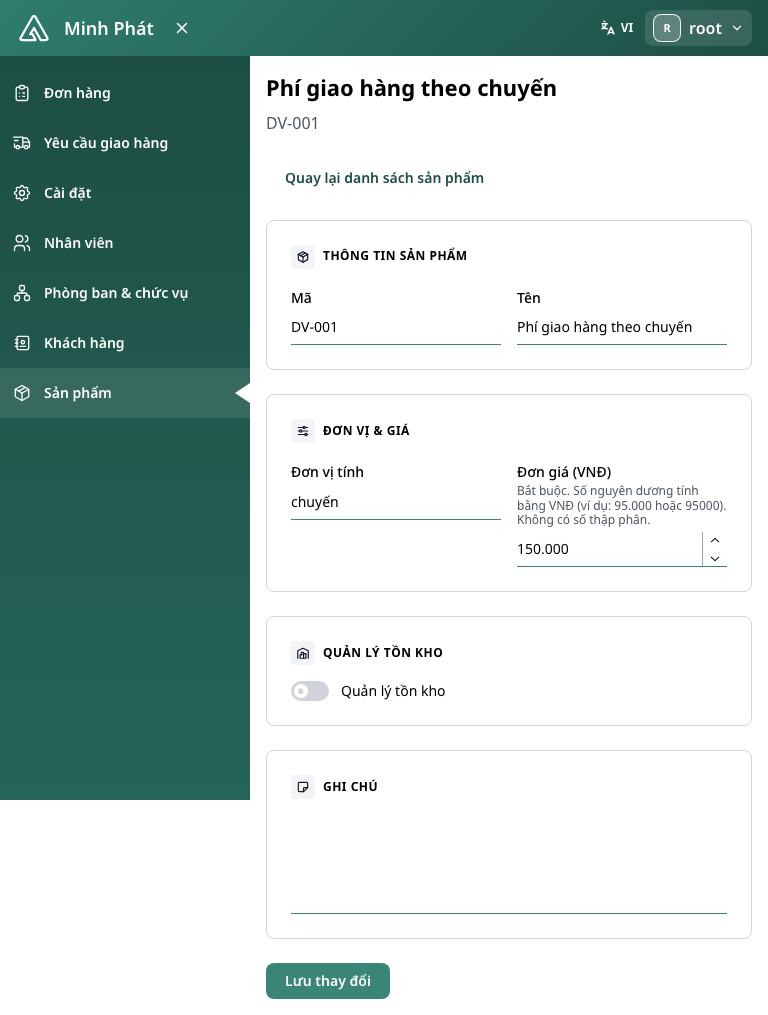 Minh Phát
VI
R
root
Đơn hàng
Yêu cầu giao hàng
Cài đặt
Nhân viên
Phòng ban & chức vụ
Khách hàng
Sản phẩm
Phí giao hàng theo chuyến
DV-001
Quay lại danh sách sản phẩm
THÔNG TIN SẢN PHẨM
Mã
Tên
DV-001
Phí giao hàng theo chuyến
ĐƠN VỊ & GIÁ
Đơn vị tính
chuyến
Đơn giá (VNĐ)
Bắt buộc. Số nguyên dương tính
bằng VNĐ (ví dụ: 95.000 hoặc 95000).
Không có số thập phân.
150.000
QUẢN LÝ TỒN KHO
Quản lý tồn kho
GHI CHÚ
Lưu thay đổi